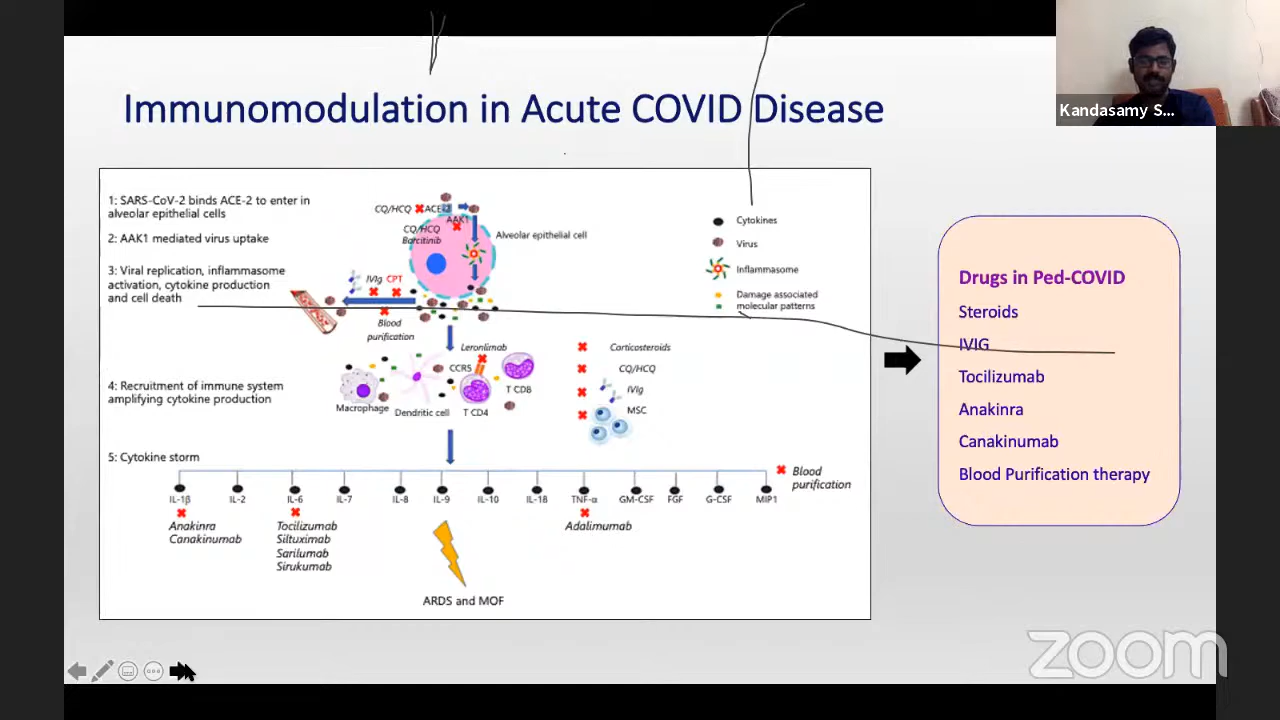 Immunomodulation in Acute COVID Disease
Kandasamy S...
1: SARS-CoV-2 binds ACE-2 to enter in
alveolar epithelial cells
2: AAK1 mediated virus uptake
3: Viral replication, inflammasome
activation, cytokine production
and cell death
CQ/HCQ
ACE-2
AAK1
CQ/HCQ
Barcitinib
Alveolar epithelial cell
IVIg
CPT
Blood
purification
Cytokines
Virus
Inflammasome
Damage associated
molecular patterns
4: Recruitment of immune system
amplifying cytokine production
Leronlimab
CCR5
T CD8
Macrophage
Dendritic cell
T CD4
Corticosteroids
CQ/HCQ
IVIg
MSC
5: Cytokine storm
Blood
purification
IL-1β
IL-2
IL-6
IL-7
IL-8
IL-9
IL-10
IL-18
TNF-α
GM-CSF
FGF
G-CSF
MIP1
Anakinra
Canakinumab
Tocilizumab
Siltuximab
Sarilumab
Sirukumab
Adalimumab
ARDS and MOF
Drugs in Ped-COVID
Steroids
IVIG
Tocilizumab
Anakinra
Canakinumab
Blood Purification therapy
zoom